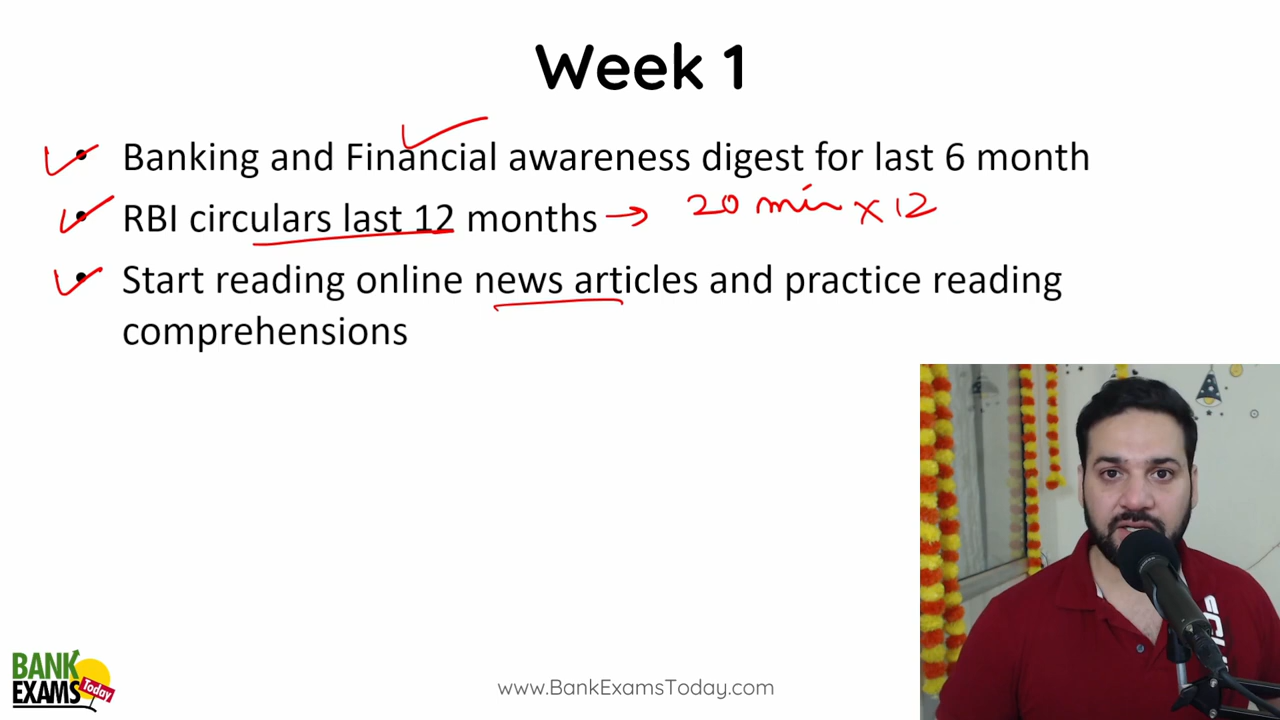 Week 1
• Banking and Financial awareness digest for last 6 month
• RBI circulars last 12 months → 20 min x 12
• Start reading online news articles and practice reading
comprehensions
BANK
EXAMS
Today
www.BankExamsToday.com